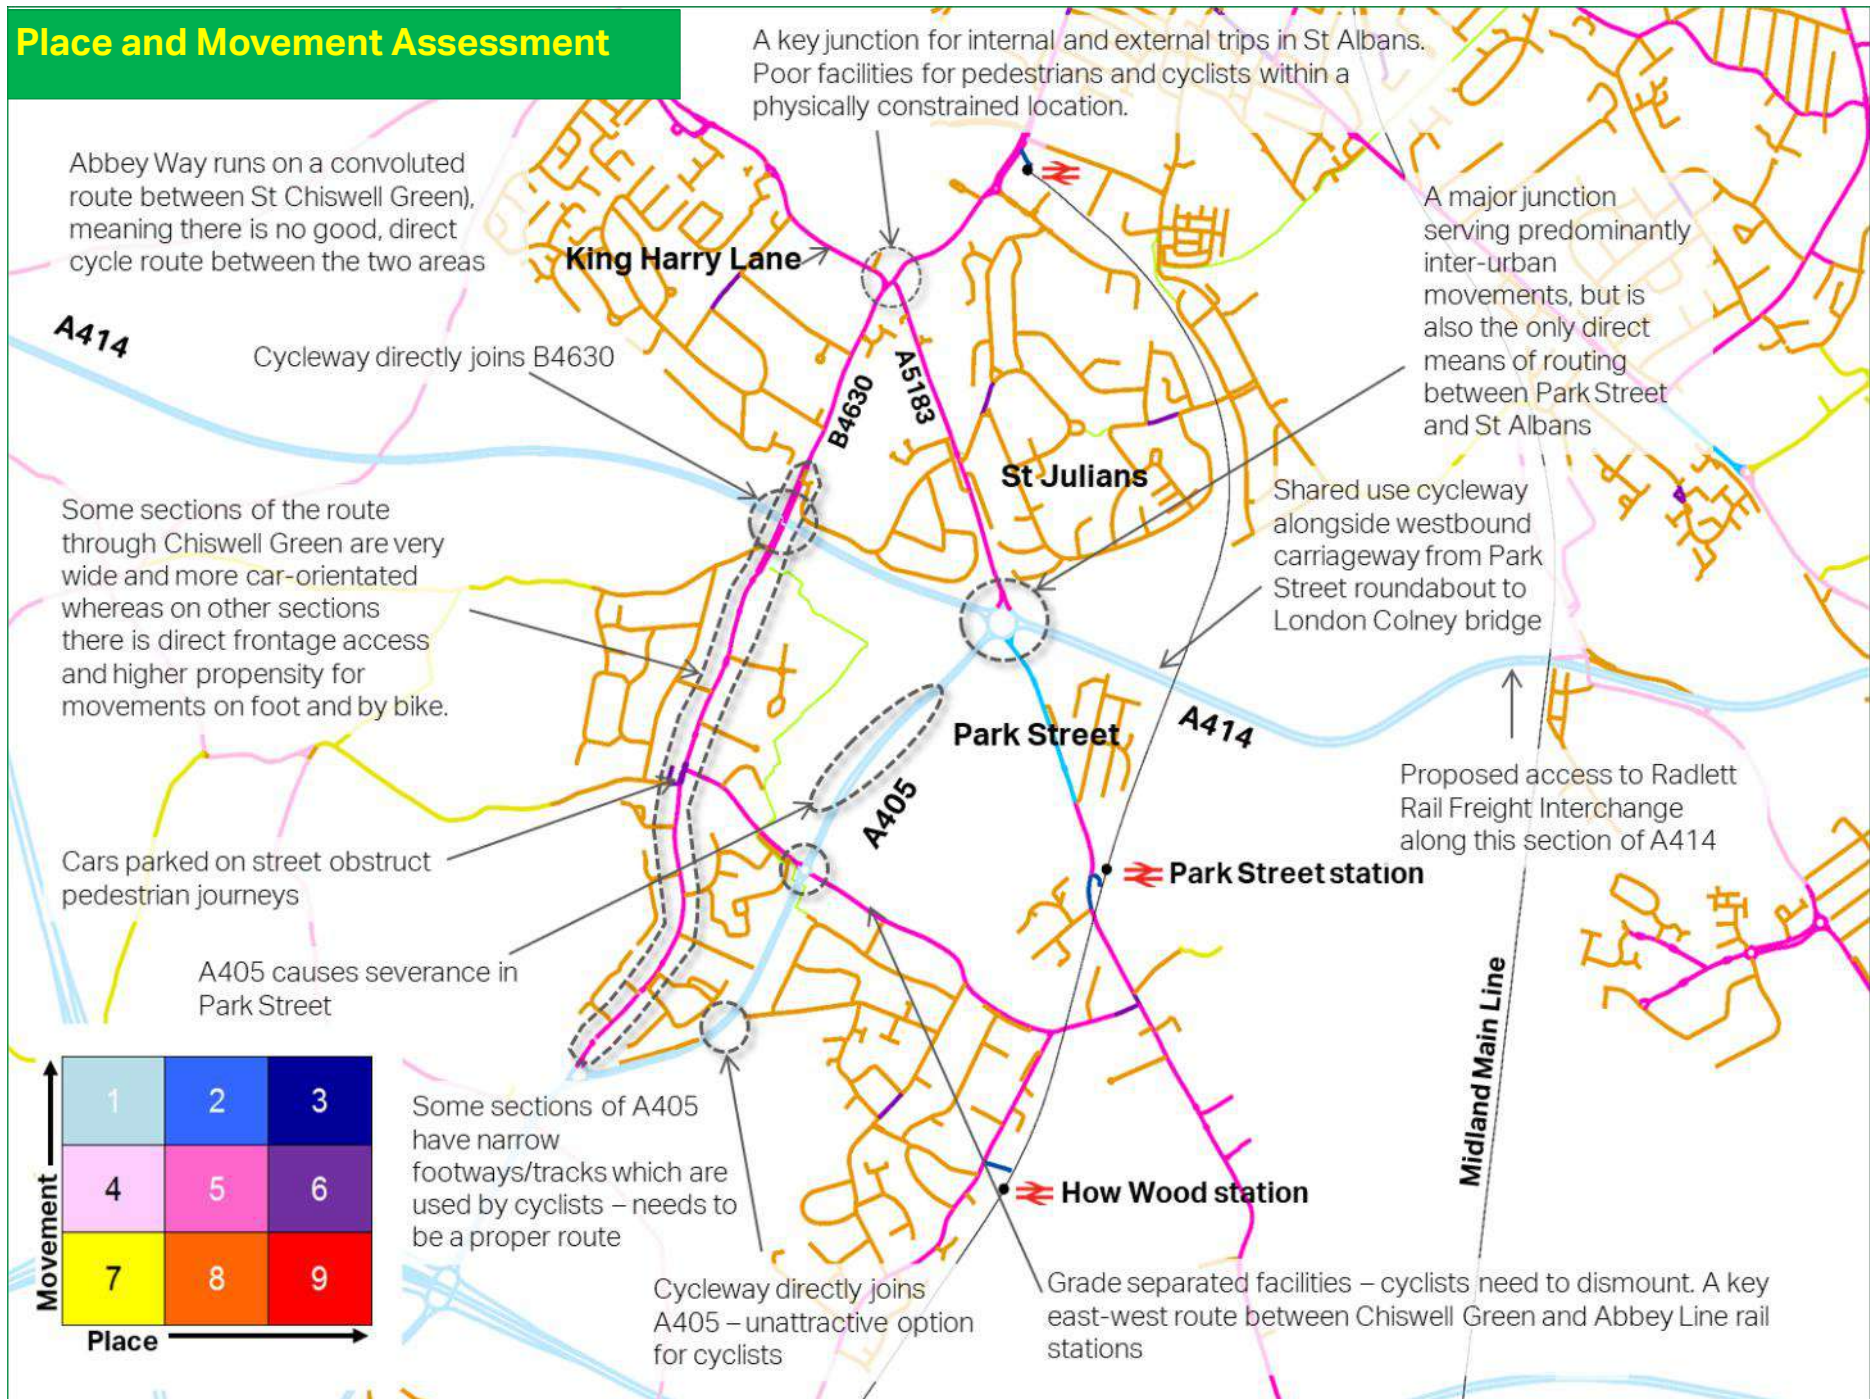 Place and Movement Assessment
A key junction for internal and external trips in St Albans.
Poor facilities for pedestrians and cyclists within a
physically constrained location.
Abbey Way runs on a convoluted
route between St Chiswell Green),
meaning there is no good, direct
cycle route between the two areas
King Harry Lane
A major junction
serving predominantly
inter-urban
movements, but is
also the only direct
means of routing
between Park Street
and St Albans
A414
Cycleway directly joins B4630
B4630
A5183
St Julians
Some sections of the route
through Chiswell Green are very
wide and more car-orientated
whereas on other sections
there is direct frontage access
and higher propensity for
movements on foot and by bike.
Shared use cycleway
alongside westbound
carriageway from Park
Street roundabout to
London Colney bridge
Park Street
A414
A405
Proposed access to Radlett
Rail Freight Interchange
along this section of A414
Cars parked on street obstruct
pedestrian journeys
Park Street station
A405 causes severance in
Park Street
Midland Main Line
Movement
1 2 3
4 5 6
7 8 9
Place
Some sections of A405
have narrow
footways/tracks which are
used by cyclists – needs to
be a proper route
How Wood station
Cycleway directly joins
A405 – unattractive option
for cyclists
Grade separated facilities – cyclists need to dismount. A key
east-west route between Chiswell Green and Abbey Line rail
stations